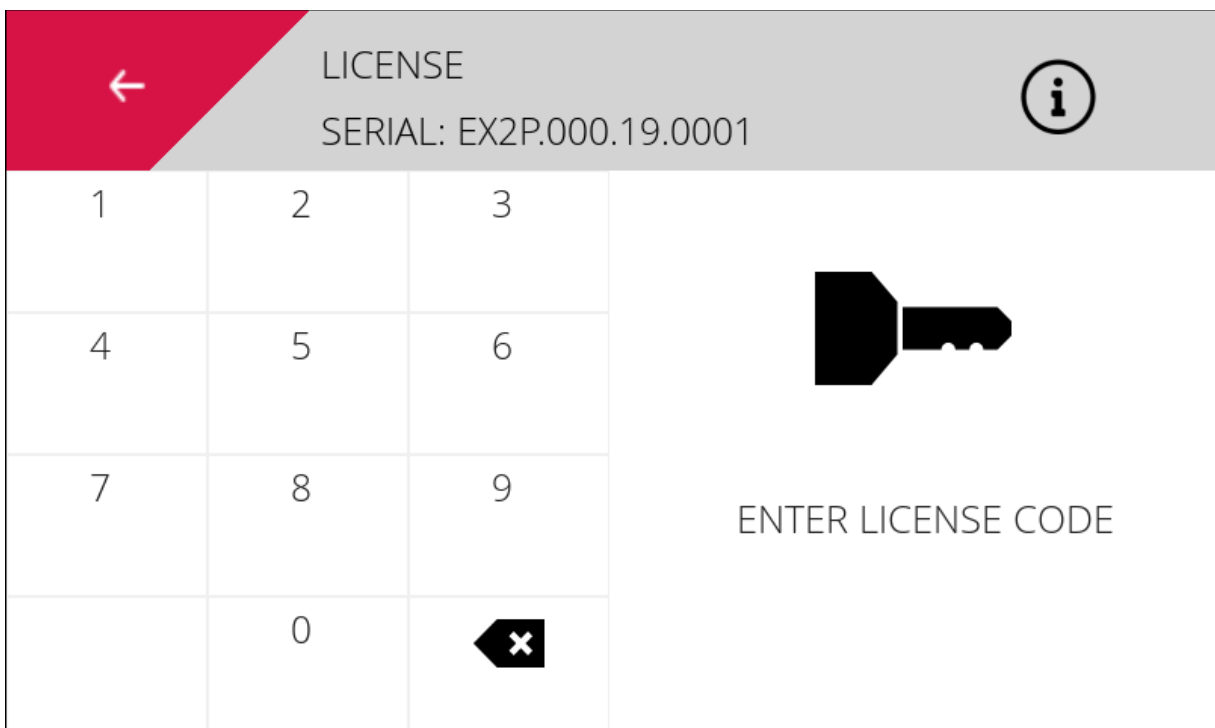 LICENSE
SERIAL: EX2P.000.19.0001
1 2 3
4 5 6
7 8 9
0
ENTER LICENSE CODE